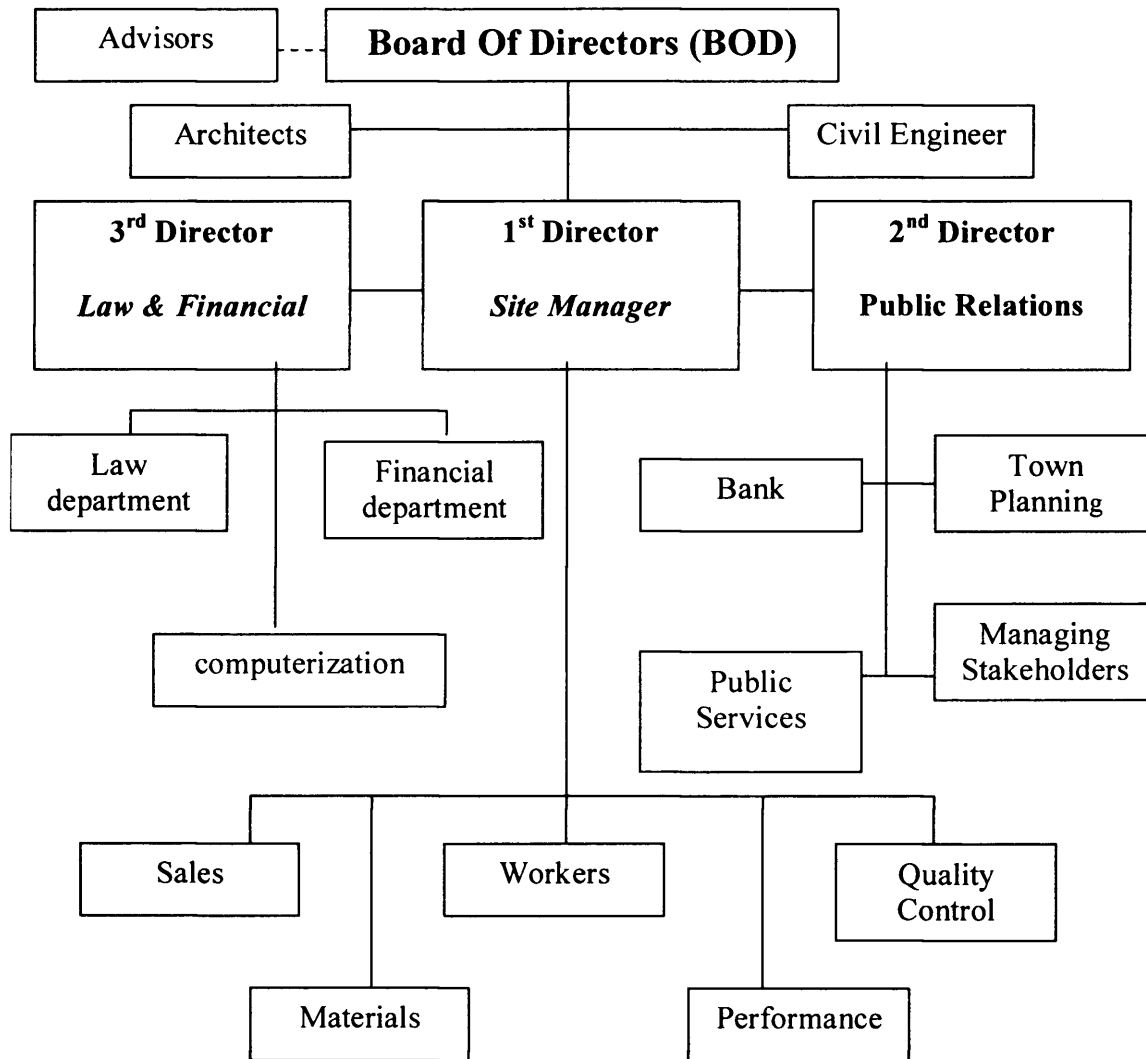 Advisors
Board Of Directors (BOD)
Architects
Civil Engineer
3rd Director
Law & Financial
1st Director
Site Manager
2nd Director
Public Relations
Law
department
Financial
department
Bank
Town
Planning
computerization
Public
Services
Managing
Stakeholders
Sales
Workers
Quality
Control
Materials
Performance